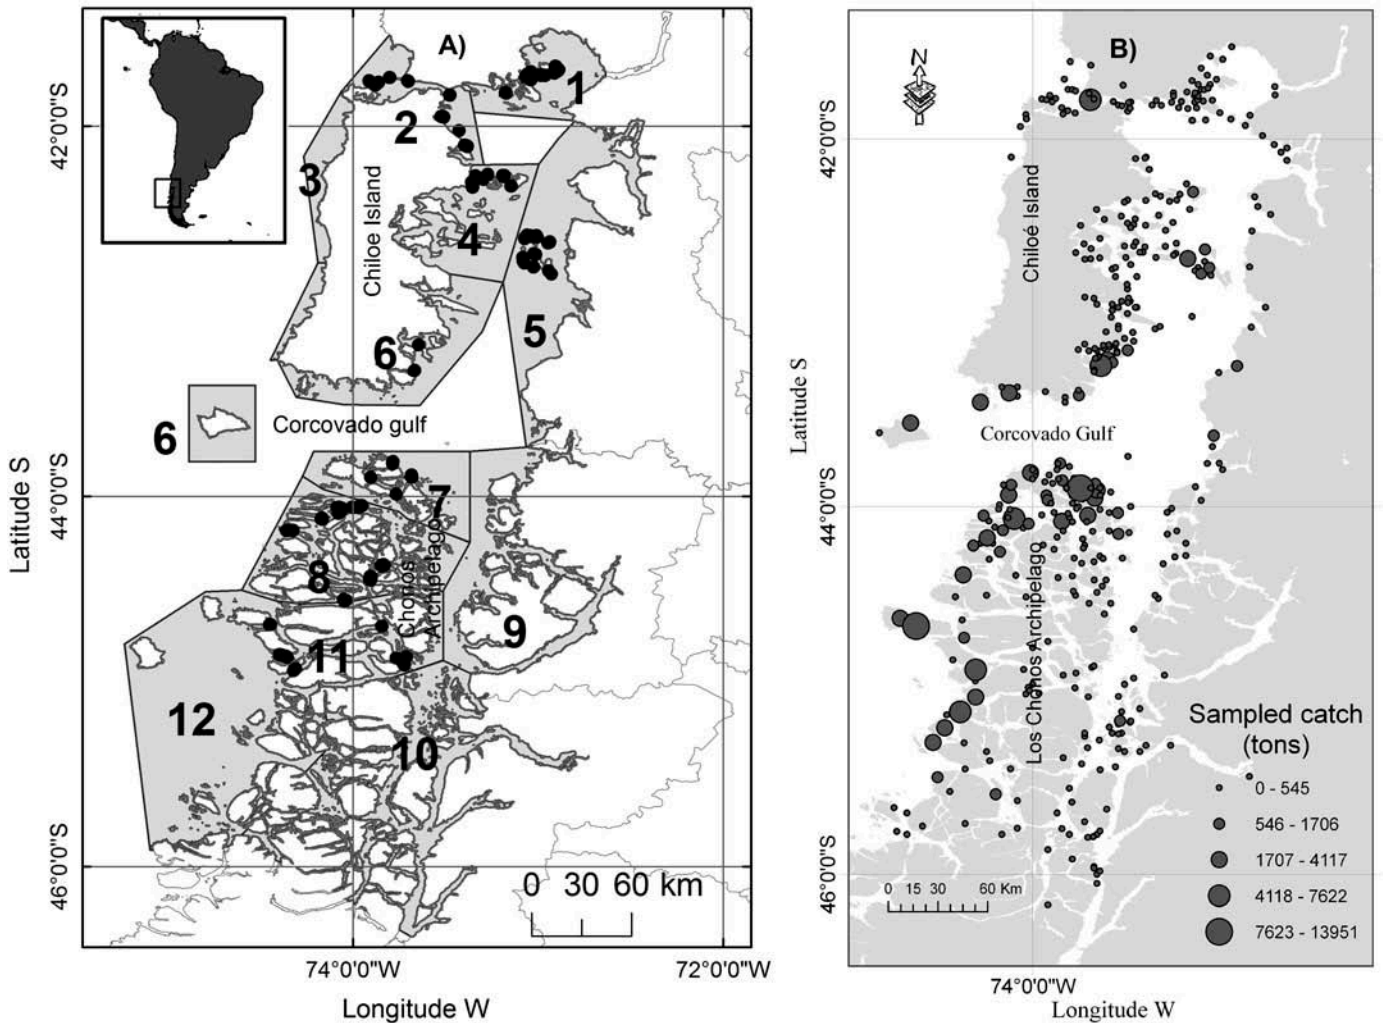 A)
1
2
3
4
5
6
6
7
8
9
10
11
12
Chiloe Island
Corcovado gulf
Chonos
Archipelago
0 30 60 km
42°0'0"S
44°0'0"S
46°0'0"S
Latitude S
74°0'0"W
72°0'0"W
Longitude W
B)
N
Chiloé Island
Corcovado Gulf
Los Chonos Archipelago
Sampled catch
(tons)
0 - 545
546 - 1706
1707 - 4117
4118 - 7622
7623 - 13951
0 15 30 60 Km
42°0'0"S
44°0'0"S
46°0'0"S
Latitude S
74°0'0"W
Longitude W